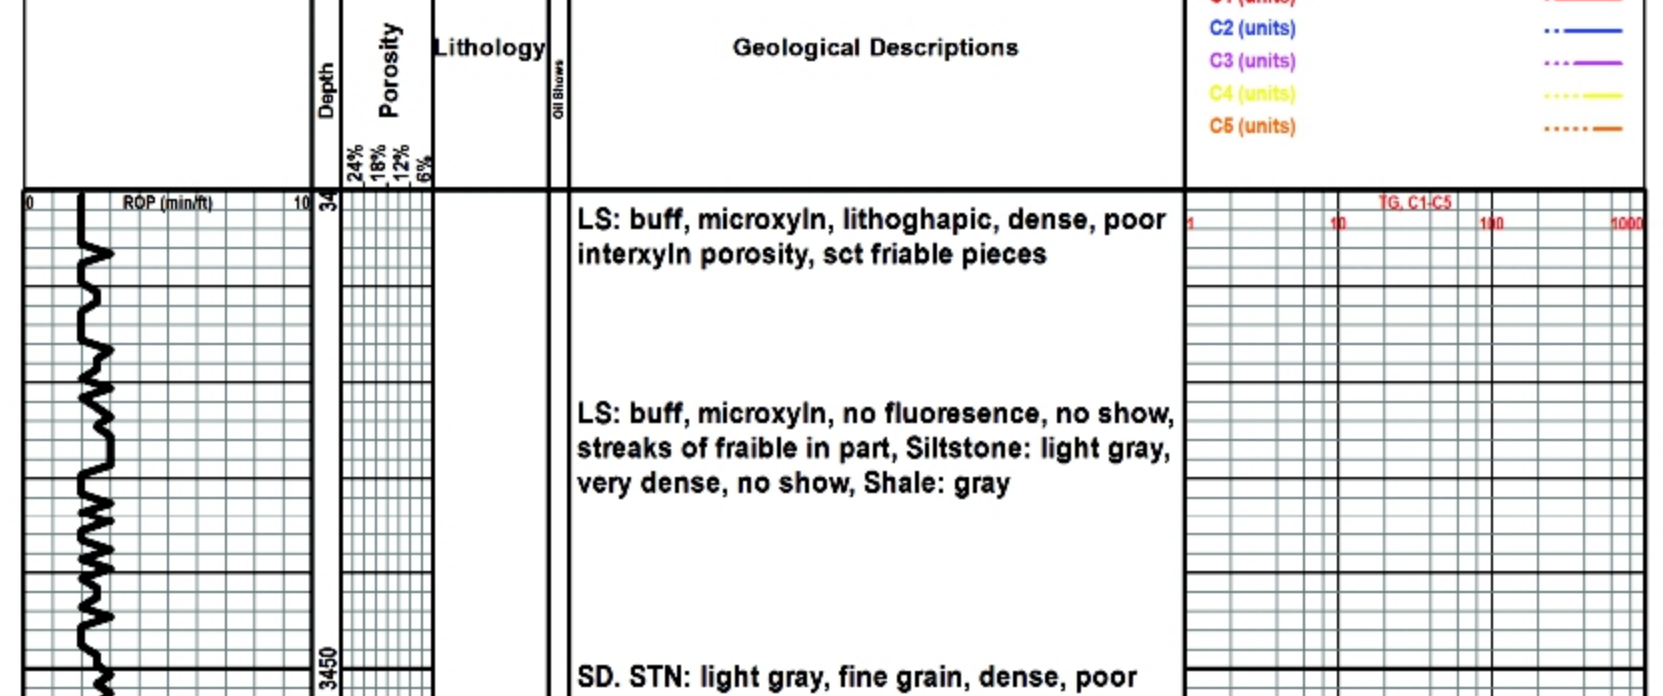 C1 (units)
C2 (units)
C3 (units)
C4 (units)
C5 (units)
Depth
Porosity
24%
18%
12%
6%
Lithology
Oil Shows
Geological Descriptions
0 ROP (min/ft) 10
34
TG, C1-C5
1 10 100 1000
LS: buff, microxyln, lithoghapic, dense, poor
interxyln porosity, sct friable pieces
LS: buff, microxyln, no fluoresence, no show,
streaks of fraible in part, Siltstone: light gray,
very dense, no show, Shale: gray
3450
SD. STN: light gray, fine grain, dense, poor